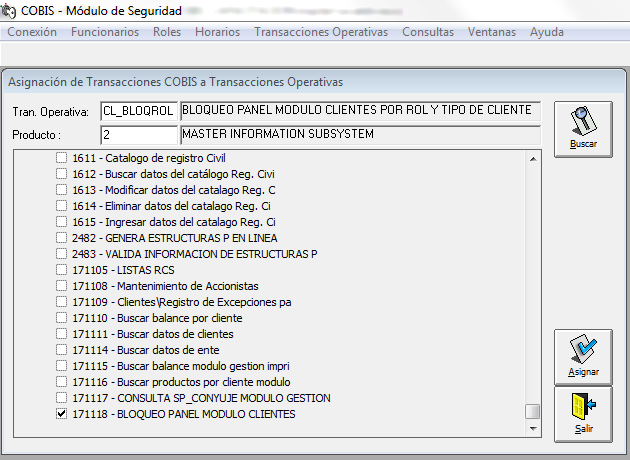 COBIS - Módulo de Seguridad
Conexión Funcionarios Roles Horarios Transacciones Operativas Consultas Ventanas Ayuda
Asignación de Transacciones COBIS a Transacciones Operativas
Tran. Operativa: CL_BLOQROL BLOQUEO PANEL MODULO CLIENTES POR ROL Y TIPO DE CLIENTE
Producto : 2 MASTER INFORMATION SUBSYSTEM
Buscar
1611 - Catalogo de registro Civil
1612 - Buscar datos del catálogo Reg. Civi
1613 - Modificar datos del catalago Reg. C
1614 - Eliminar datos del catalago Reg. Ci
1615 - Ingresar datos del catalago Reg. Ci
2482 - GENERA ESTRUCTURAS P EN LINEA
2483 - VALIDA INFORMACION DE ESTRUCTURAS P
171105 - LISTAS RCS
171108 - Mantenimiento de Accionistas
171109 - Clientes\Registro de Excepciones pa
171110 - Buscar balance por cliente
171111 - Buscar datos de clientes
171114 - Buscar datos de ente
171115 - Buscar balance modulo gestion impri
171116 - Buscar productos por cliente modulo
171117 - CONSULTA SP_CONYUJE MODULO GESTION
171118 - BLOQUEO PANEL MODULO CLIENTES
Asignar
Salir